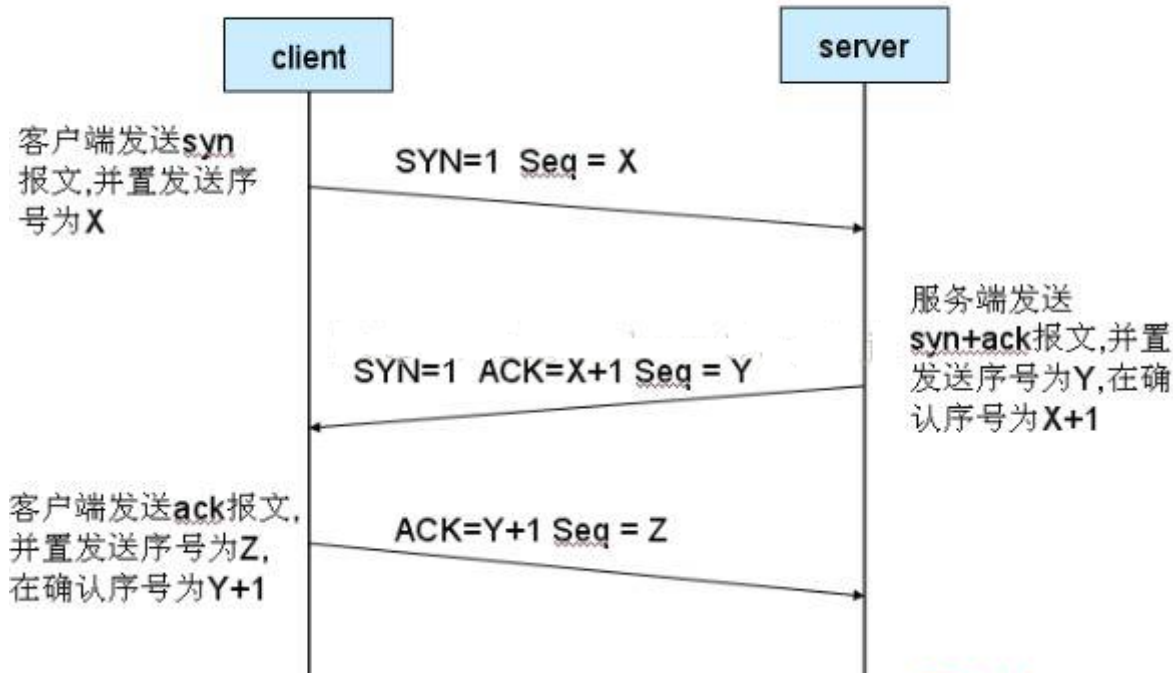 client
server
客户端发送syn
报文,并置发送序
号为X
SYN=1 Seq = X
服务端发送
syn+ack报文,并置
发送序号为Y,在确
认序号为X+1
SYN=1 ACK=X+1 Seq = Y
客户端发送ack报文,
并置发送序号为Z,
在确认序号为Y+1
ACK=Y+1 Seq = Z